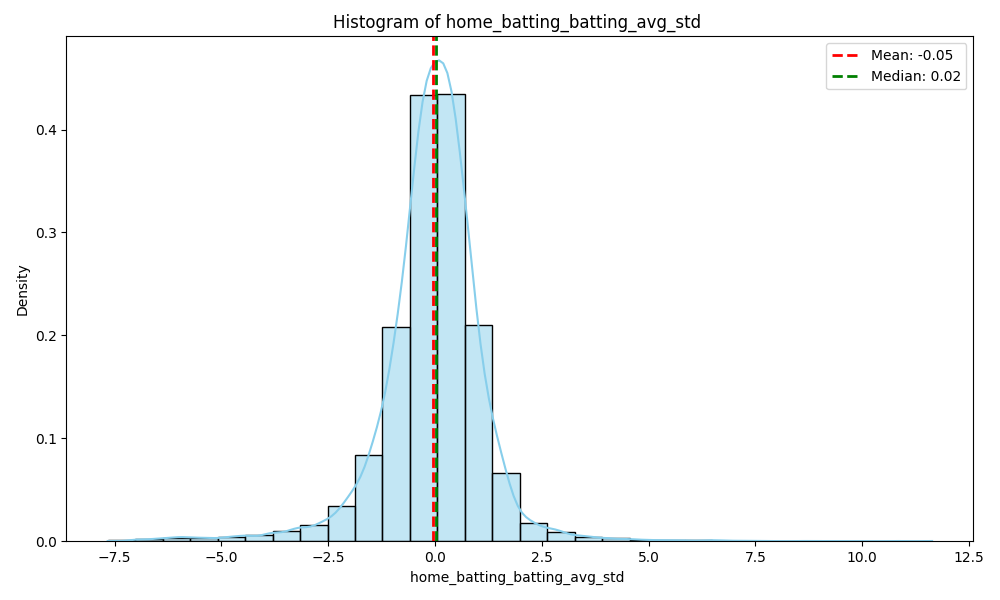 Histogram of home_batting_batting_avg_std
Mean: -0.05
Median: 0.02
Density
0.4
0.3
0.2
0.1
0.0
−7.5 −5.0 −2.5 0.0 2.5 5.0 7.5 10.0 12.5
home_batting_batting_avg_std